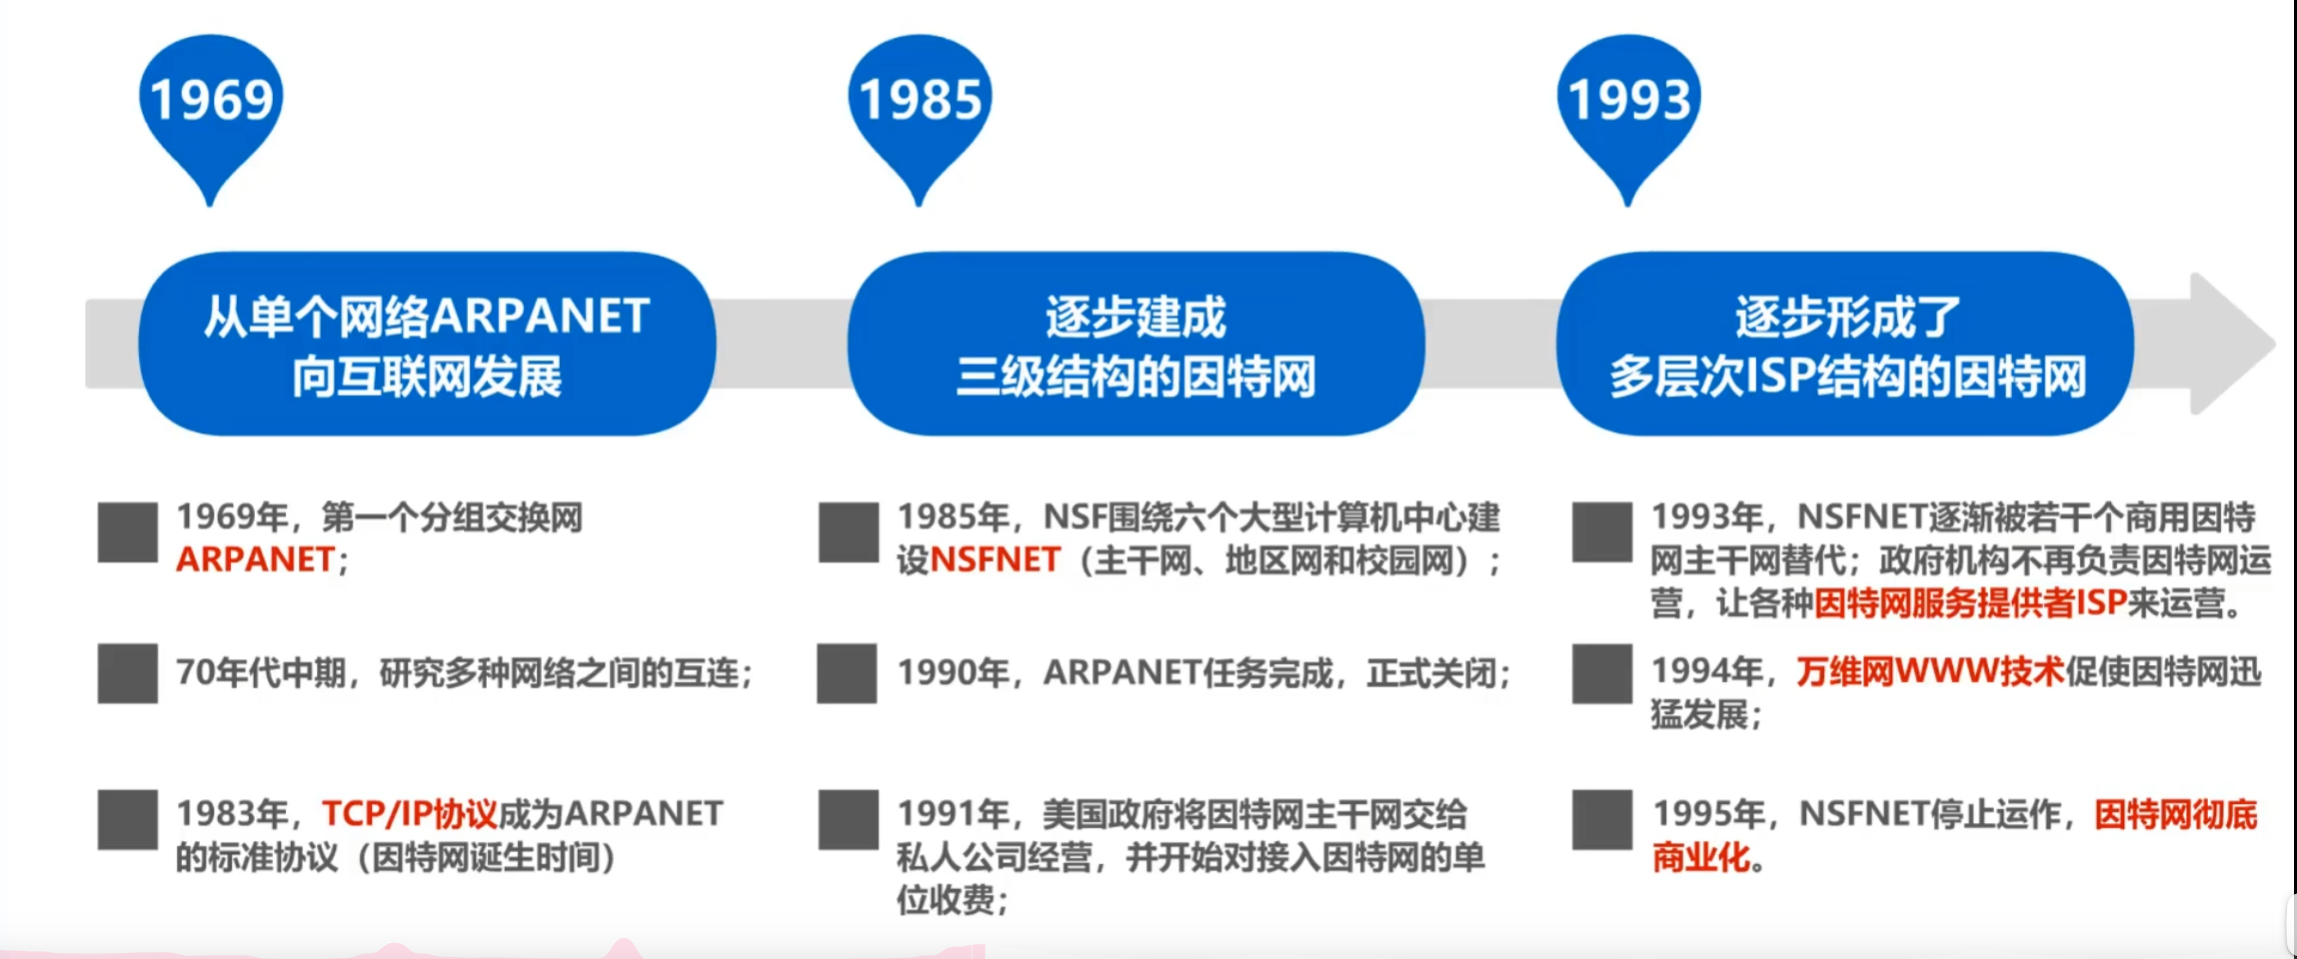 1969
1985
1993
从单个网络ARPANET
向互联网发展
逐步建成
三级结构的因特网
逐步形成了
多层次ISP结构的因特网
1969年，第一个分组交换网
ARPANET；
70年代中期，研究多种网络之间的互连；
1983年，TCP/IP协议成为ARPANET
的标准协议（因特网诞生时间）
1985年，NSF围绕六个大型计算机中心建
设NSFNET（主干网、地区网和校园网）；
1990年，ARPANET任务完成，正式关闭；
1991年，美国政府将因特网主干网交给
私人公司经营，并开始对接入因特网的单
位收费；
1993年，NSFNET逐渐被若干个商用因特
网主干网替代；政府机构不再负责因特网运
营，让各种因特网服务提供者ISP来运营。
1994年，万维网WWW技术促使因特网迅
猛发展；
1995年，NSFNET停止运作，因特网彻底
商业化。